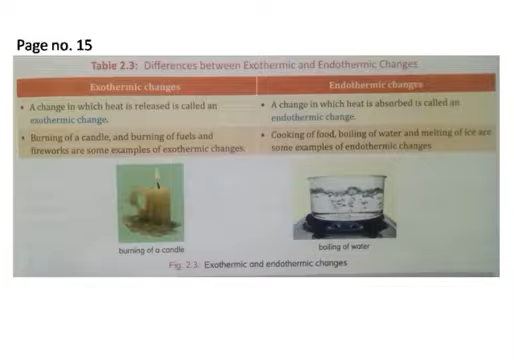 Page no. 15
Table 2.3: Differences between Exothermic and Endothermic Changes
Exothermic changes
Endothermic changes
• A change in which heat is released is called an
exothermic change.
• A change in which heat is absorbed is called an
endothermic change.
• Burning of a candle, and burning of fuels and
fireworks are some examples of exothermic changes.
• Cooking of food, boiling of water and melting of ice are
some examples of endothermic changes
burning of a candle
boiling of water
Fig. 2.3: Exothermic and endothermic changes